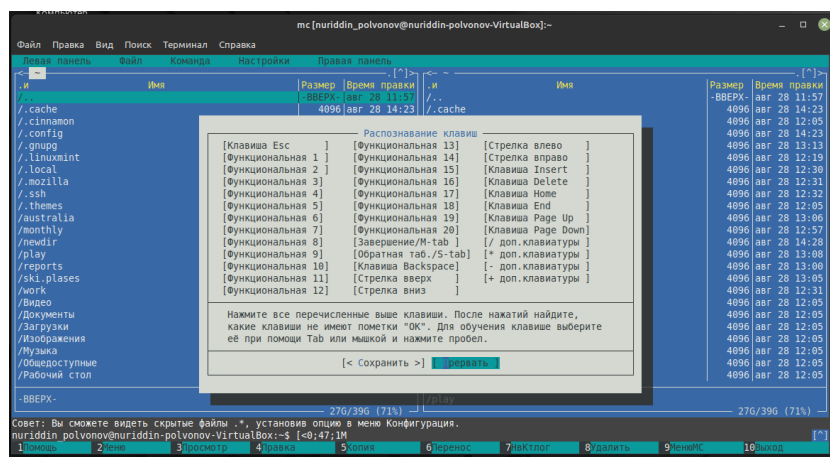 mc [nuriddin_polvonov@nuriddin-polvonov-VirtualBox]:~
Файл Правка Вид Поиск Терминал Справка
Левая панель Файл Команда Настройки Правая панель
<— ~ .[^]> <— ~ .[^]>
.и Имя Размер Время правки .и Имя Размер Время правки
/.. -ВВЕРХ- авг 28 11:57 /.. -ВВЕРХ- авг 28 11:57
/.cache 4096 авг 28 14:23 /.cache 4096 авг 28 14:23
/.cinnamon 4096 авг 28 12:05
/.config 4096 авг 28 14:23
/.gnupg 4096 авг 28 13:13
/.linuxmint 4096 авг 28 12:19
/.local 4096 авг 28 12:30
/.mozilla 4096 авг 28 12:31
/.ssh 4096 авг 28 12:32
/.themes 4096 авг 28 12:05
/australia 4096 авг 28 13:06
/monthly 4096 авг 28 12:57
/newdir 4096 авг 28 14:28
/play 4096 авг 28 13:08
/reports 4096 авг 28 13:00
/ski.plases 4096 авг 28 13:05
/work 4096 авг 28 12:31
/Видео 4096 авг 28 12:05
/Документы 4096 авг 28 12:05
/Загрузки 4096 авг 28 12:05
/Изображения 4096 авг 28 12:05
/Музыка 4096 авг 28 12:05
/Общедоступные 4096 авг 28 12:05
/Рабочий стол 4096 авг 28 12:05
Распознавание клавиш
[Клавиша Esc ] [Функциональная 13] [Стрелка влево ]
[Функциональная 1 ] [Функциональная 14] [Стрелка вправо ]
[Функциональная 2 ] [Функциональная 15] [Клавиша Insert ]
[Функциональная 3] [Функциональная 16] [Клавиша Delete ]
[Функциональная 4] [Функциональная 17] [Клавиша Home ]
[Функциональная 5] [Функциональная 18] [Клавиша End ]
[Функциональная 6] [Функциональная 19] [Клавиша Page Up ]
[Функциональная 7] [Функциональная 20] [Клавиша Page Down]
[Функциональная 8] [Завершение/M-tab ] [/ доп.клавиатуры ]
[Функциональная 9] [Обратная таб./S-tab] [* доп.клавиатуры ]
[Функциональная 10] [Клавиша Backspace] [- доп.клавиатуры ]
[Функциональная 11] [Стрелка вверх ] [+ доп.клавиатуры ]
[Функциональная 12] [Стрелка вниз ]
Нажмите все перечисленные выше клавиши. После нажатий найдите,
какие клавиши не имеют пометки "OK". Для обучения клавише выберите
её при помощи Tab или мышкой и нажмите пробел.
[< Сохранить >] [ Прервать ]
-ВВЕРХ- /play
27G/39G (71%) 27G/39G (71%)
Совет: Вы сможете видеть скрытые файлы .*, установив опцию в меню Конфигурация.
nuriddin_polvonov@nuriddin-polvonov-VirtualBox:~$ [<0;47;1M [^]
1Помощь 2Меню 3Просмотр 4Правка 5Копия 6Перенос 7НвКтлог 8Удалить 9МенюMC 10Выход